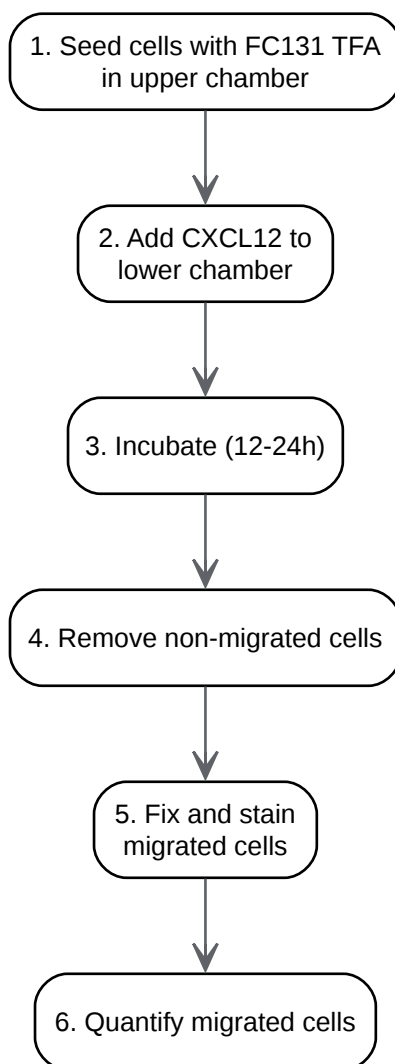 1. Seed cells with FC131 TFA
in upper chamber
2. Add CXCL12 to
lower chamber
3. Incubate (12-24h)
4. Remove non-migrated cells
5. Fix and stain
migrated cells
6. Quantify migrated cells